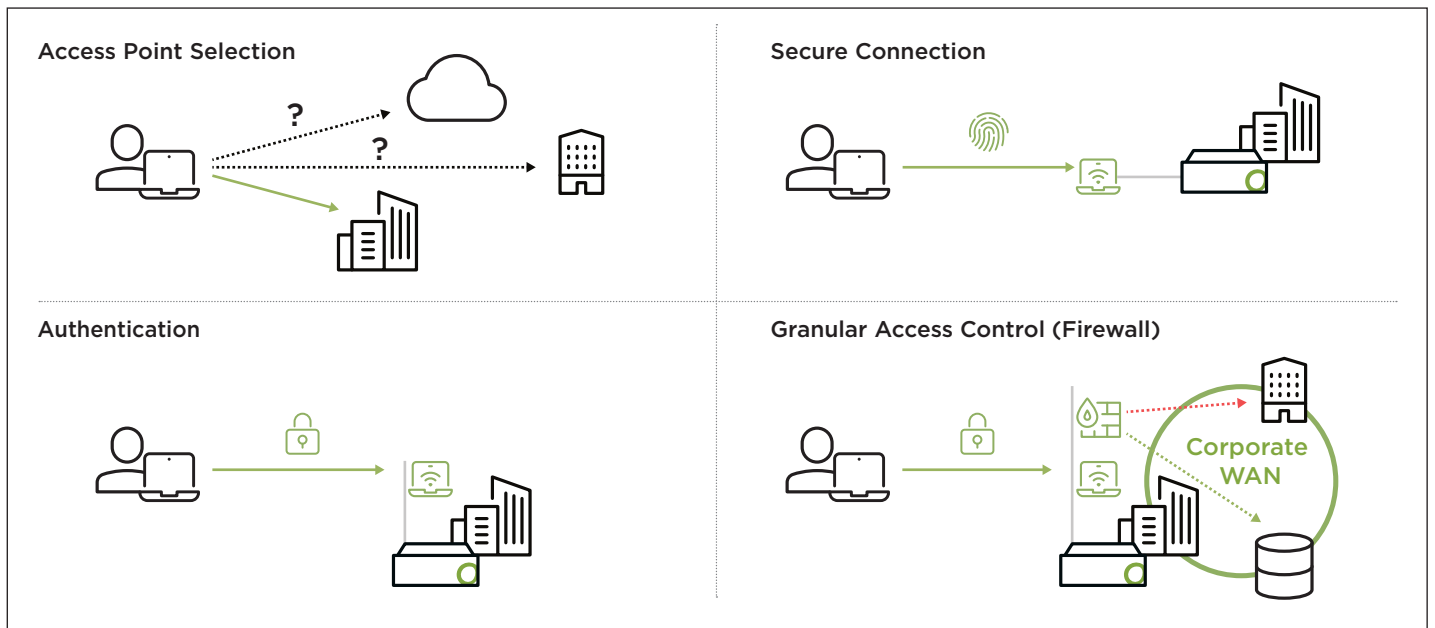 Access Point Selection
?
?
Secure Connection
Authentication
Granular Access Control (Firewall)
Corporate
WAN